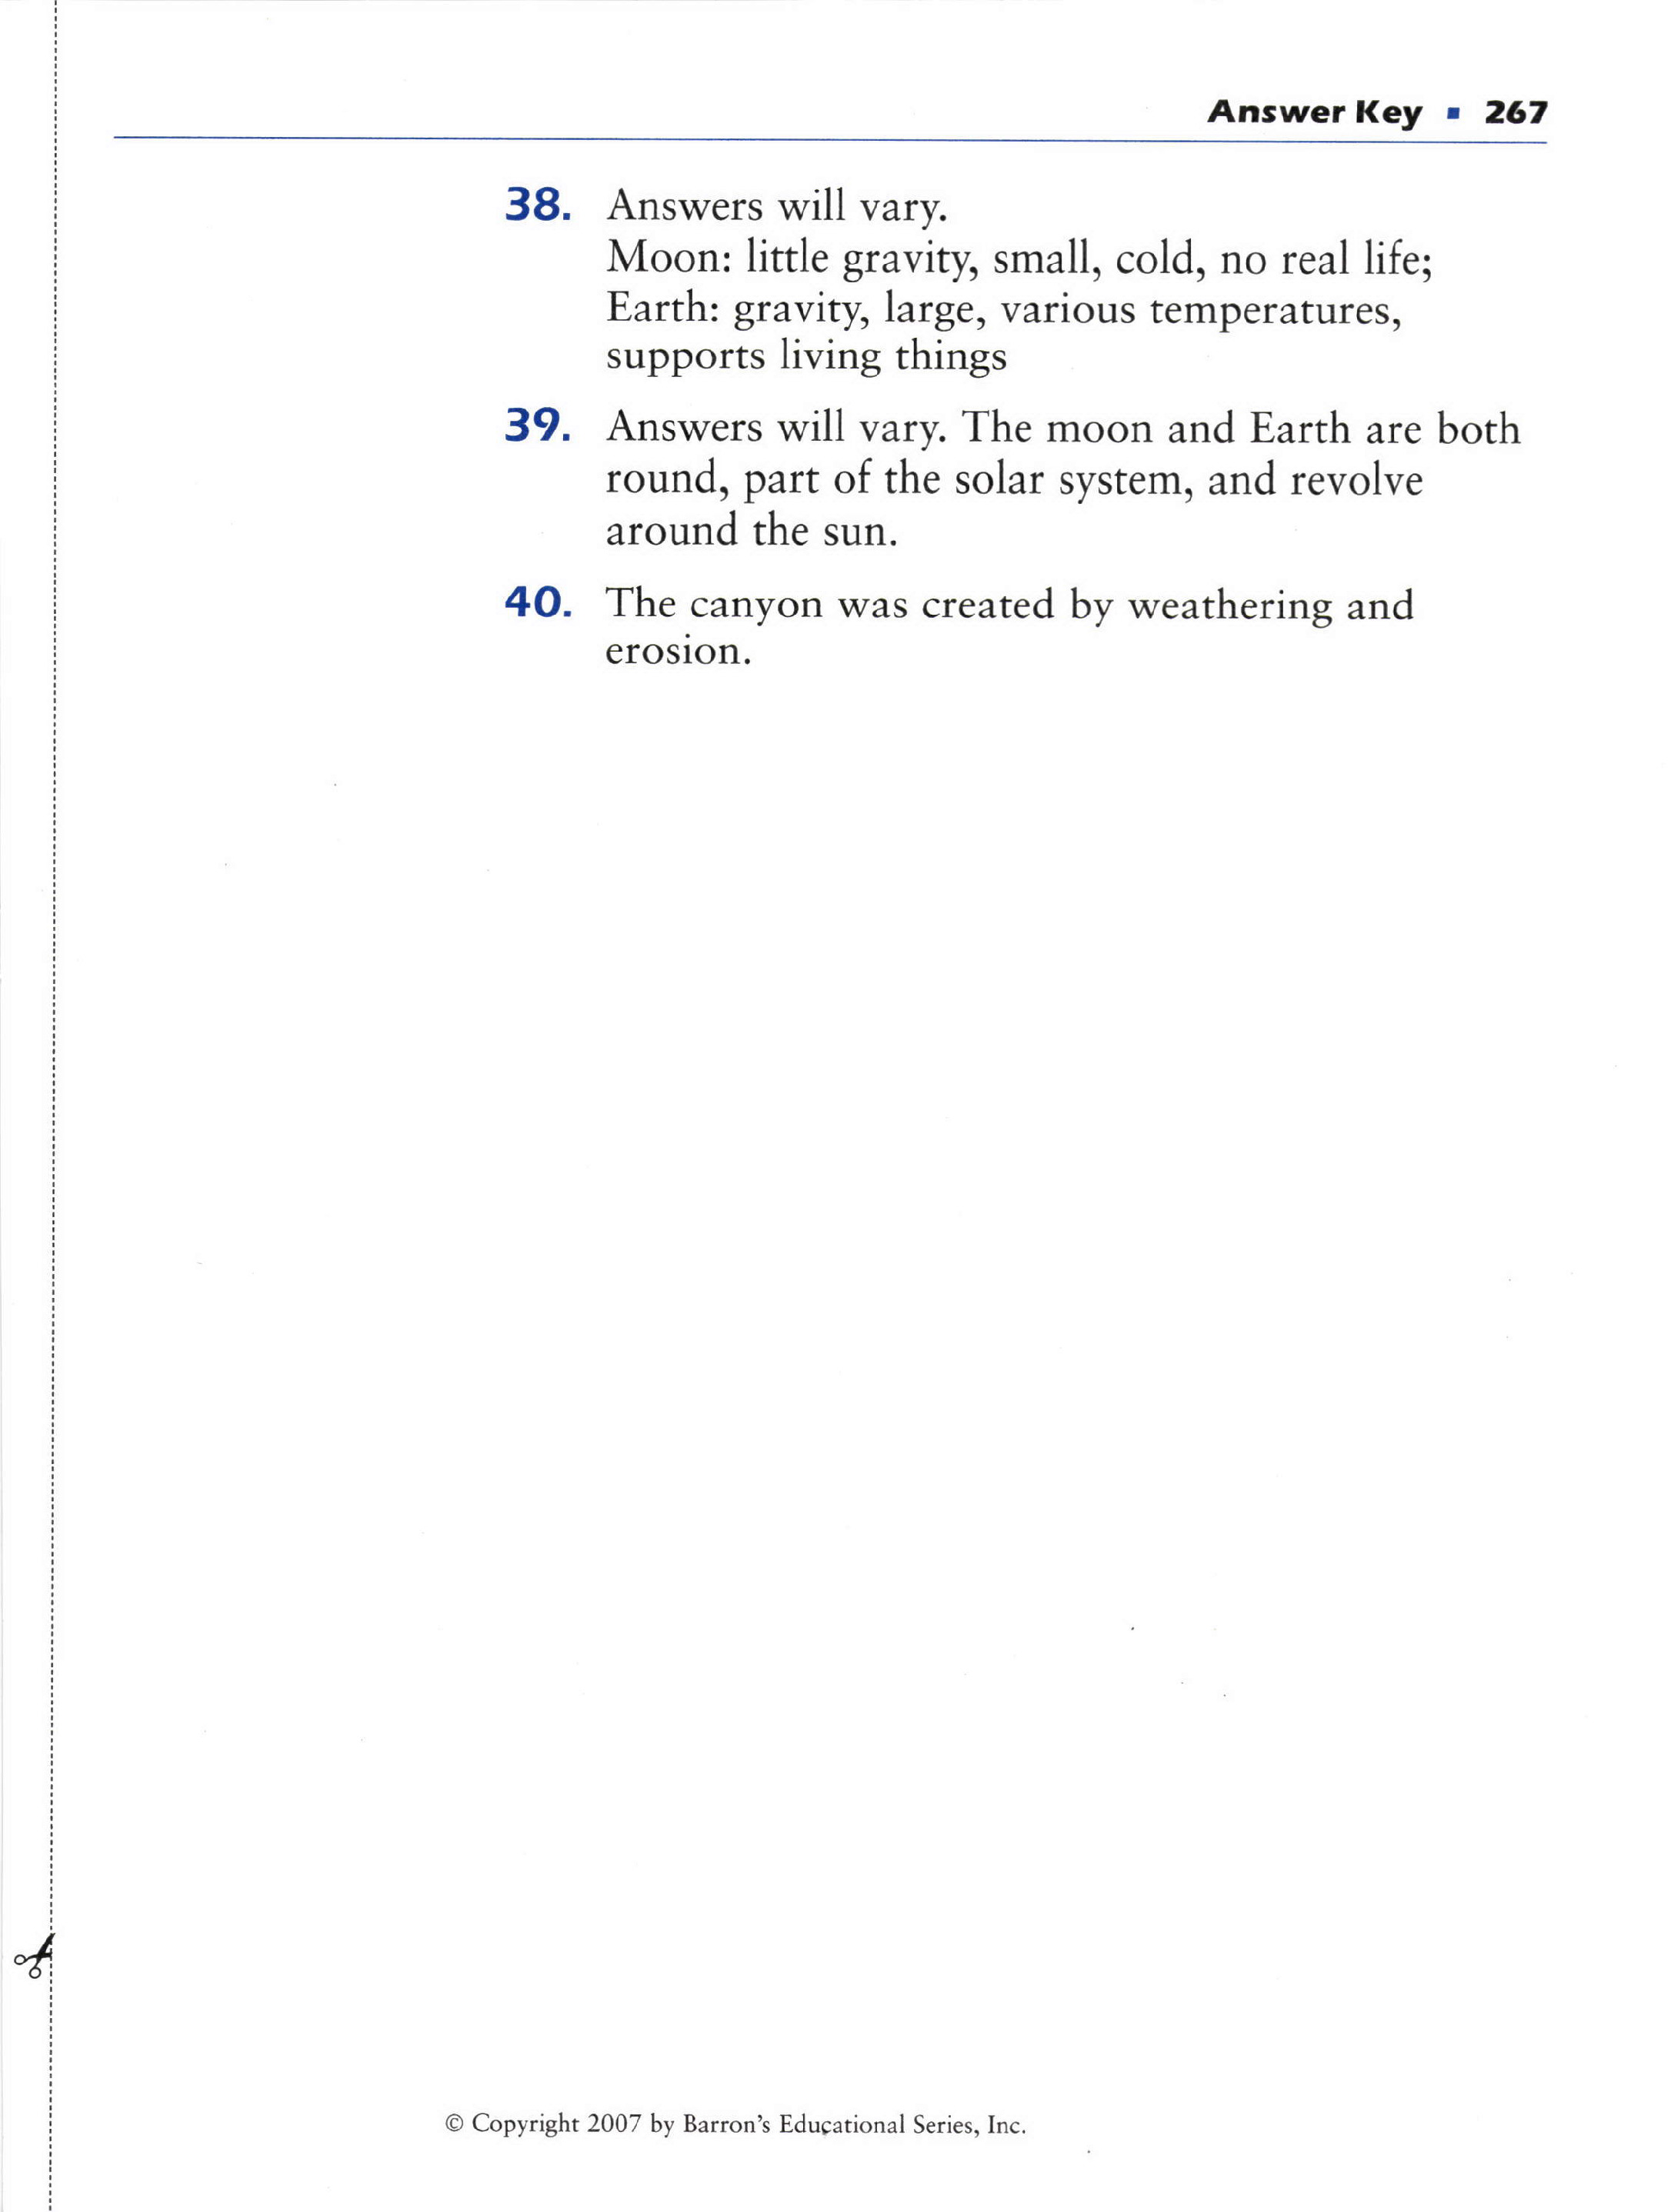 Answer Key ▪ 267
38. Answers will vary.
Moon: little gravity, small, cold, no real life;
Earth: gravity, large, various temperatures,
supports living things
39. Answers will vary. The moon and Earth are both
round, part of the solar system, and revolve
around the sun.
40. The canyon was created by weathering and
erosion.
© Copyright 2007 by Barron's Educational Series, Inc.